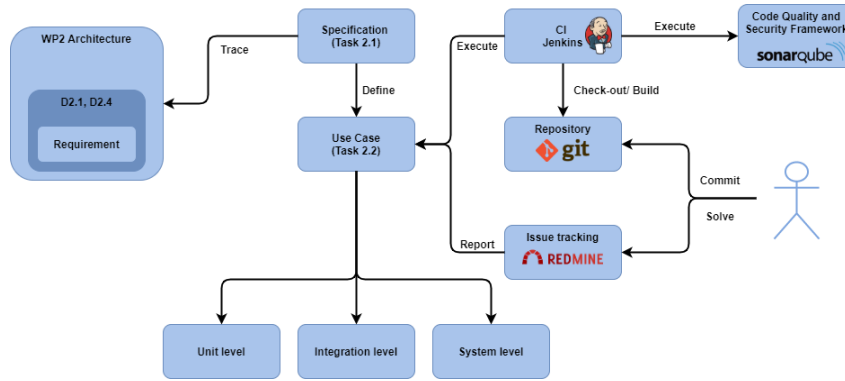 WP2 Architecture
D2.1, D2.4
Requirement
Trace
Specification
(Task 2.1)
Define
Use Case
(Task 2.2)
Execute
CI
Jenkins
Execute
Code Quality and
Security Framework
sonarqube
Check-out/ Build
Repository
git
Commit
Solve
Issue tracking
REDMINE
Report
Unit level
Integration level
System level